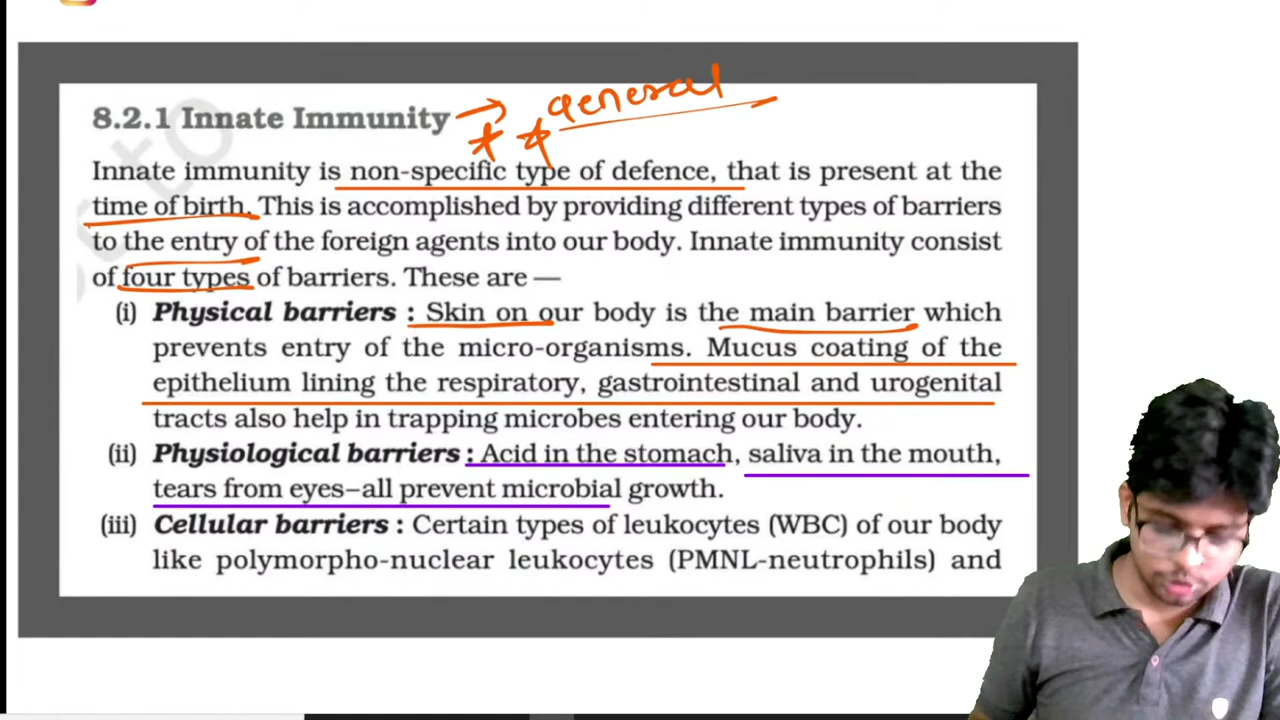 general
8.2.1 Innate Immunity
Innate immunity is non-specific type of defence, that is present at the
time of birth. This is accomplished by providing different types of barriers
to the entry of the foreign agents into our body. Innate immunity consist
of four types of barriers. These are —
(i) Physical barriers : Skin on our body is the main barrier which
prevents entry of the micro-organisms. Mucus coating of the
epithelium lining the respiratory, gastrointestinal and urogenital
tracts also help in trapping microbes entering our body.
(ii) Physiological barriers : Acid in the stomach, saliva in the mouth,
tears from eyes–all prevent microbial growth.
(iii) Cellular barriers : Certain types of leukocytes (WBC) of our body
like polymorpho-nuclear leukocytes (PMNL-neutrophils) and